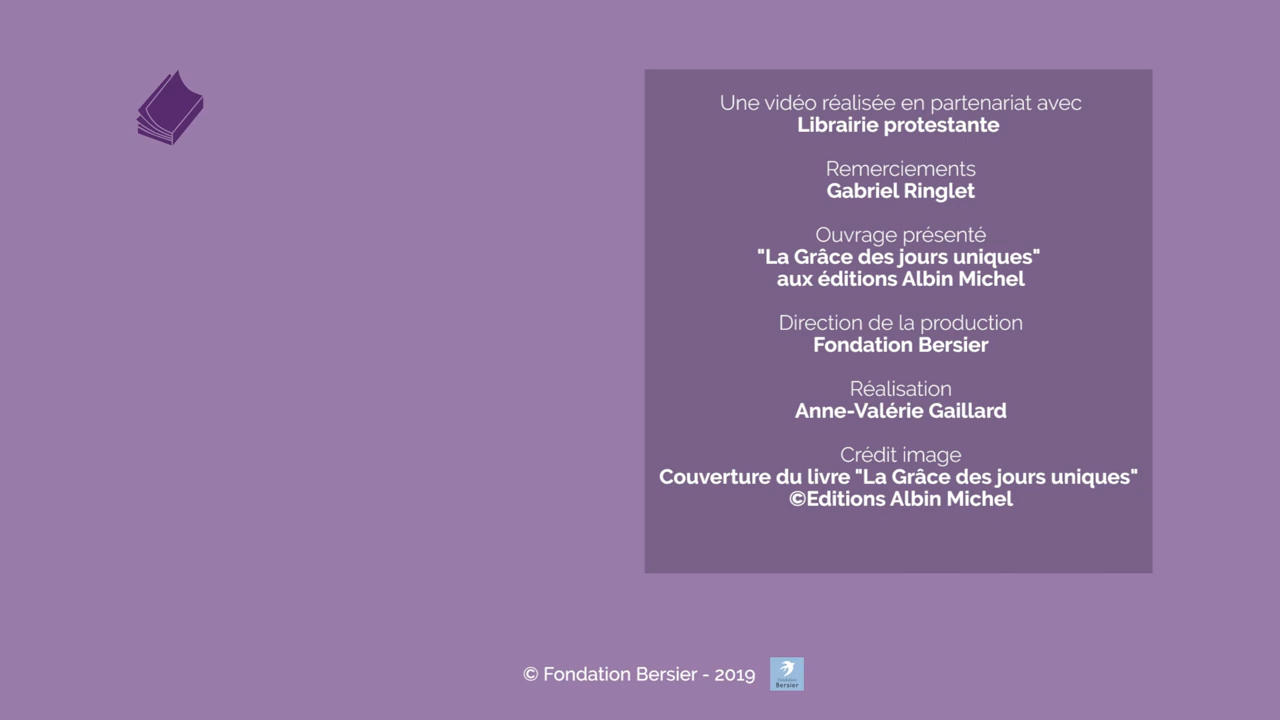 Une vidéo réalisée en partenariat avec
Librairie protestante
Remerciements
Gabriel Ringlet
Ouvrage présenté
"La Grâce des jours uniques"
aux éditions Albin Michel
Direction de la production
Fondation Bersier
Réalisation
Anne-Valérie Gaillard
Crédit image
Couverture du livre "La Grâce des jours uniques"
©Editions Albin Michel
© Fondation Bersier - 2019
Fondation
Bersier